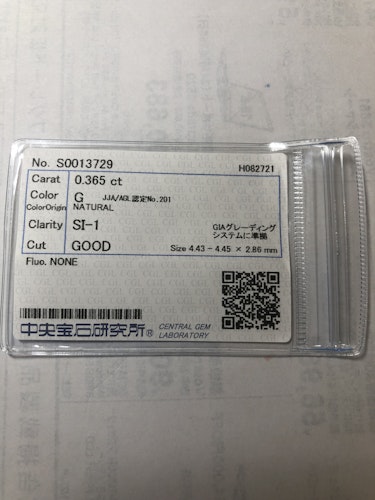 No. S0013729
H082721
Carat 0.365 ct
Color G JJA/AGL認定No.201
ColorOrigin NATURAL
Clarity SI-1
GIAグレーディング
システムに準拠
Cut GOOD Size 4.43 - 4.45 × 2.86 mm
Fluo. NONE
中央宝石研究所® CENTRAL GEM
LABORATORY